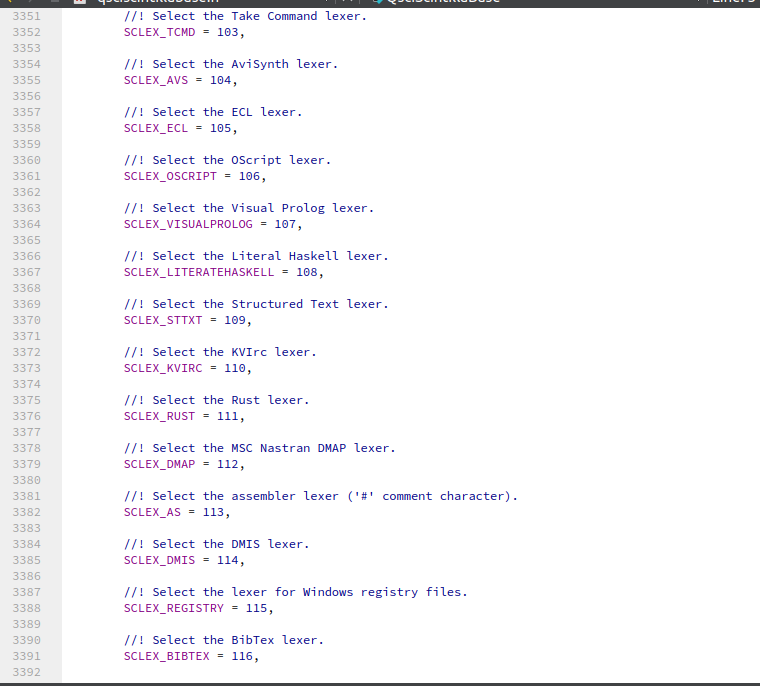 3351 //! Select the Take Command lexer.
3352 SCLEX_TCMD = 103,
3353
3354 //! Select the AviSynth lexer.
3355 SCLEX_AVS = 104,
3356
3357 //! Select the ECL lexer.
3358 SCLEX_ECL = 105,
3359
3360 //! Select the OScript lexer.
3361 SCLEX_OSCRIPT = 106,
3362
3363 //! Select the Visual Prolog lexer.
3364 SCLEX_VISUALPROLOG = 107,
3365
3366 //! Select the Literal Haskell lexer.
3367 SCLEX_LITERATEHASKELL = 108,
3368
3369 //! Select the Structured Text lexer.
3370 SCLEX_STTXT = 109,
3371
3372 //! Select the KVIrc lexer.
3373 SCLEX_KVIRC = 110,
3374
3375 //! Select the Rust lexer.
3376 SCLEX_RUST = 111,
3377
3378 //! Select the MSC Nastran DMAP lexer.
3379 SCLEX_DMAP = 112,
3380
3381 //! Select the assembler lexer ('#' comment character).
3382 SCLEX_AS = 113,
3383
3384 //! Select the DMIS lexer.
3385 SCLEX_DMIS = 114,
3386
3387 //! Select the lexer for Windows registry files.
3388 SCLEX_REGISTRY = 115,
3389
3390 //! Select the BibTex lexer.
3391 SCLEX_BIBTEX = 116,
3392